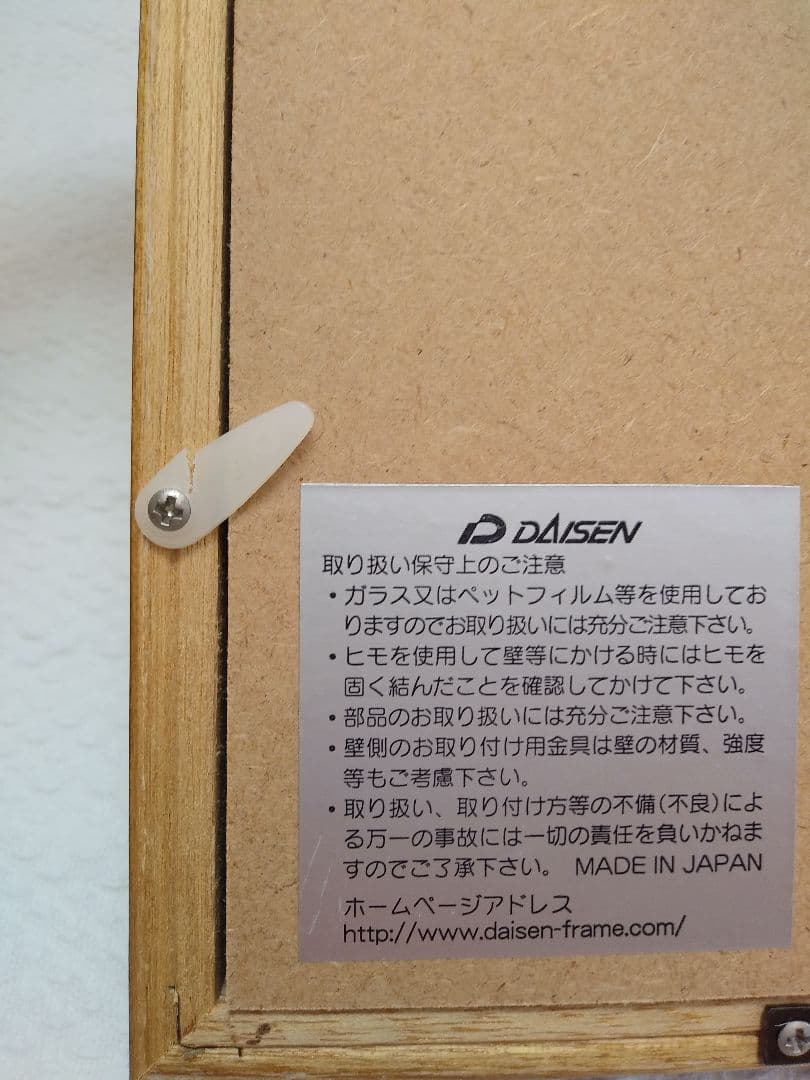 DAISEN
取り扱い保守上のご注意
・ガラス又はペットフィルム等を使用してお
りますのでお取り扱いには充分ご注意下さい。
・ヒモを使用して壁等にかける時にはヒモを
固く結んだことを確認してかけて下さい。
・部品のお取り扱いには充分ご注意下さい。
・壁側のお取り付け用金具は壁の材質、強度
等もご考慮下さい。
・取り扱い、取り付け方等の不備(不良)によ
る万一の事故には一切の責任を負いかねま
すのでご了承下さい。 MADE IN JAPAN
ホームページアドレス
http://www.daisen-frame.com/